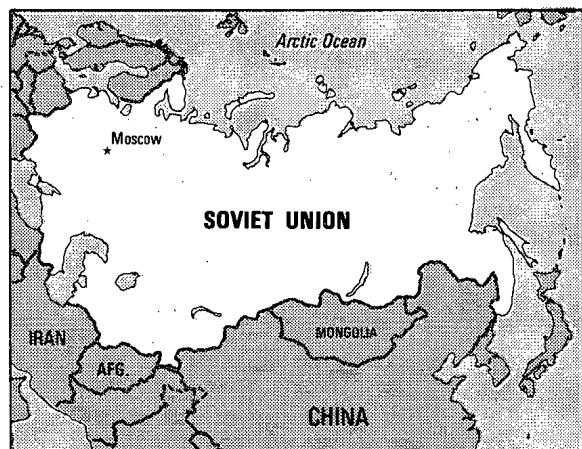 Arctic Ocean
Moscow
SOVIET UNION
IRAN
MONGOLIA
AFG.
CHINA